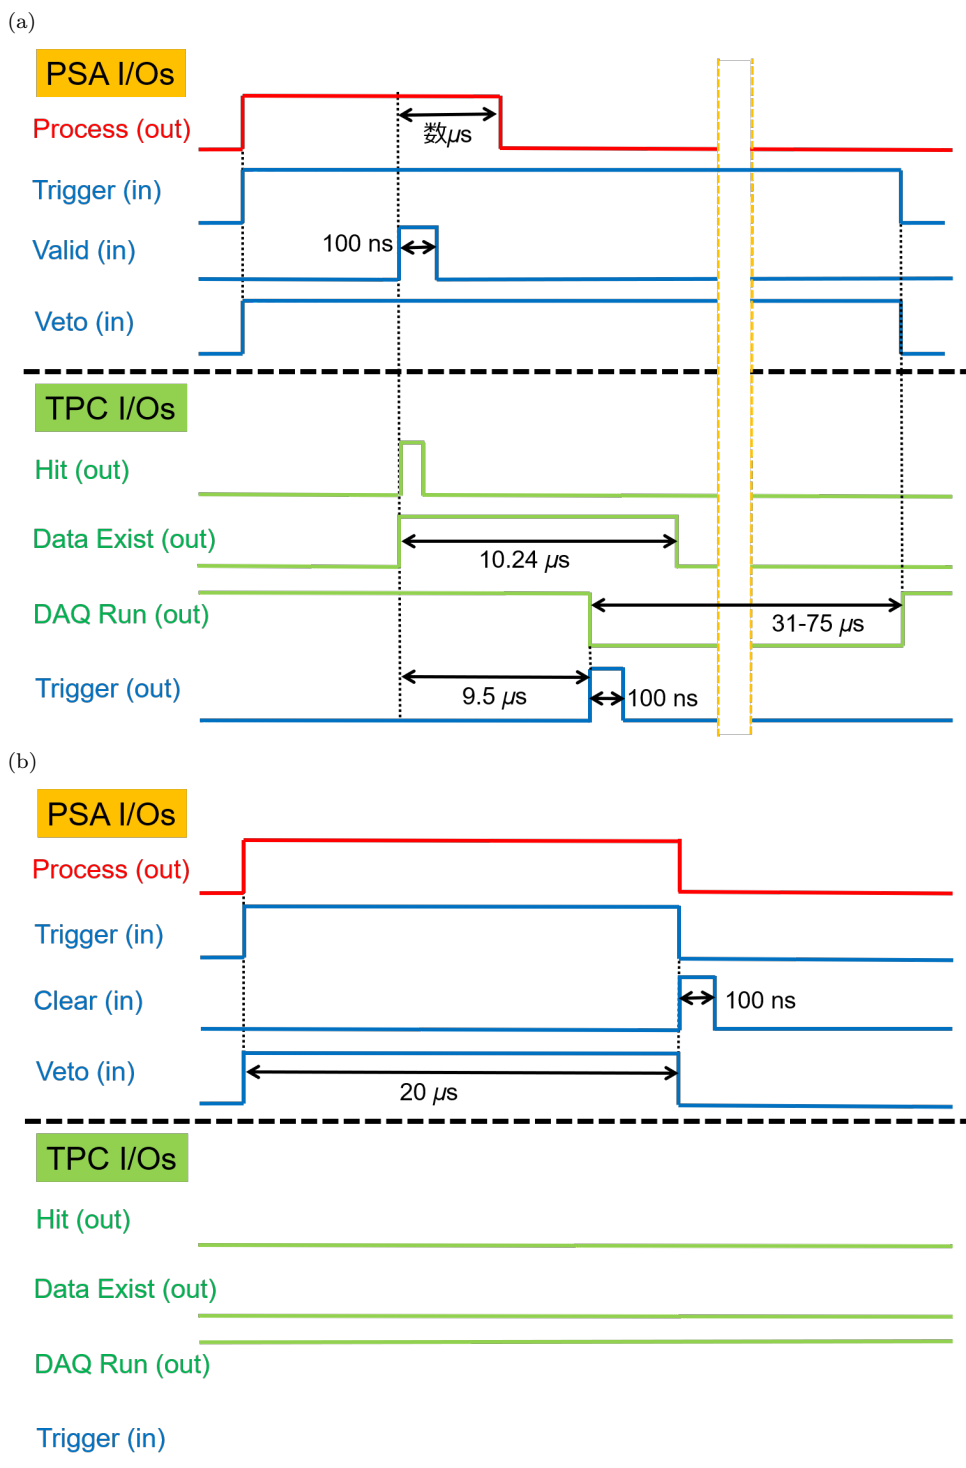 (a)
PSA I/Os
Process (out)
数μs
Trigger (in)
Valid (in)
100 ns
Veto (in)
TPC I/Os
Hit (out)
Data Exist (out)
10.24 μs
DAQ Run (out)
31-75 μs
Trigger (out)
9.5 μs
100 ns
(b)
PSA I/Os
Process (out)
Trigger (in)
Clear (in)
100 ns
Veto (in)
20 μs
TPC I/Os
Hit (out)
Data Exist (out)
DAQ Run (out)
Trigger (in)